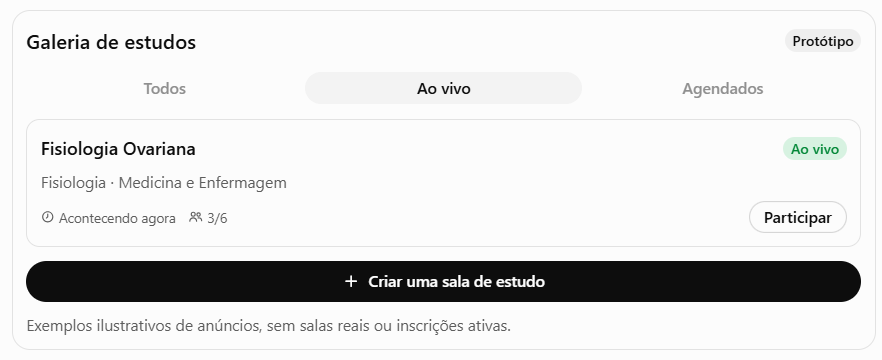 Galeria de estudos
Protótipo
Todos
Ao vivo
Agendados
Fisiologia Ovariana
Ao vivo
Fisiologia · Medicina e Enfermagem
Acontecendo agora 3/6
Participar
+ Criar uma sala de estudo
Exemplos ilustrativos de anúncios, sem salas reais ou inscrições ativas.